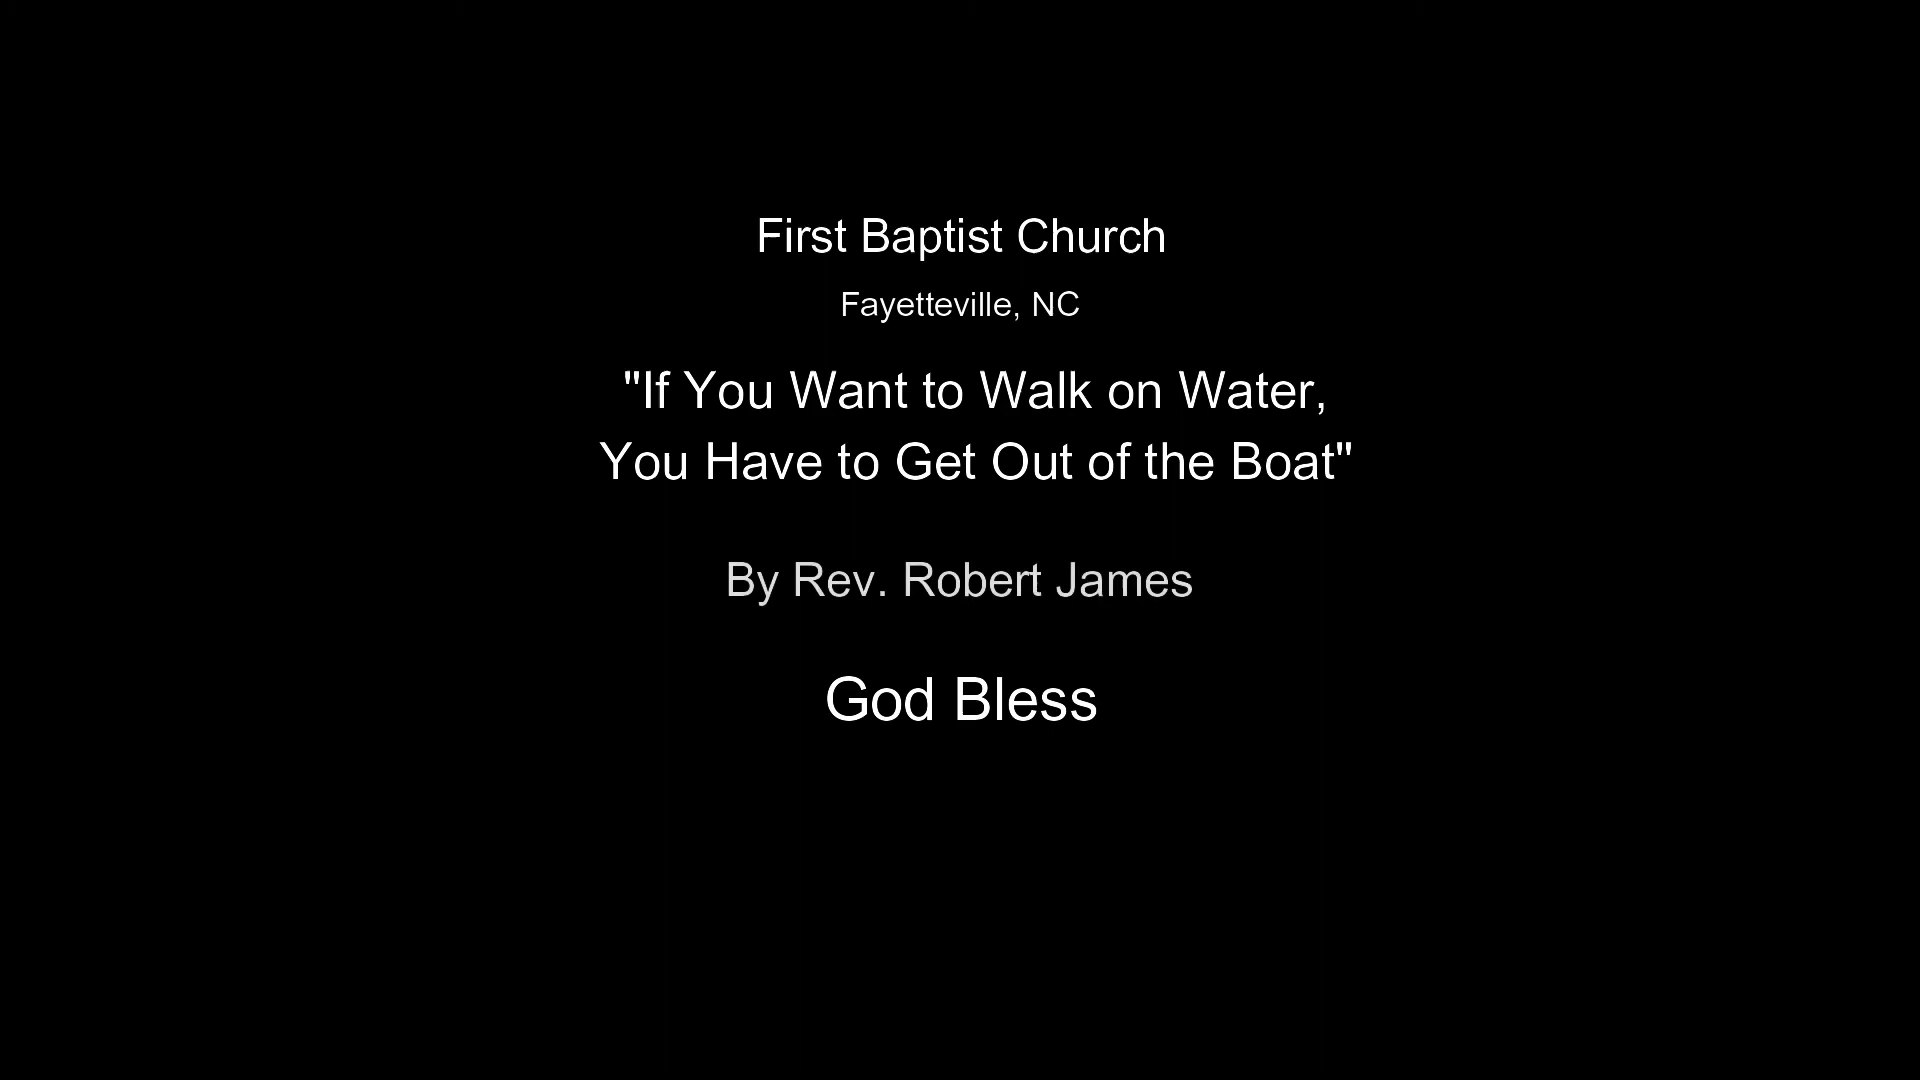 First Baptist Church
Fayetteville, NC
"If You Want to Walk on Water,
You Have to Get Out of the Boat"
By Rev. Robert James
God Bless